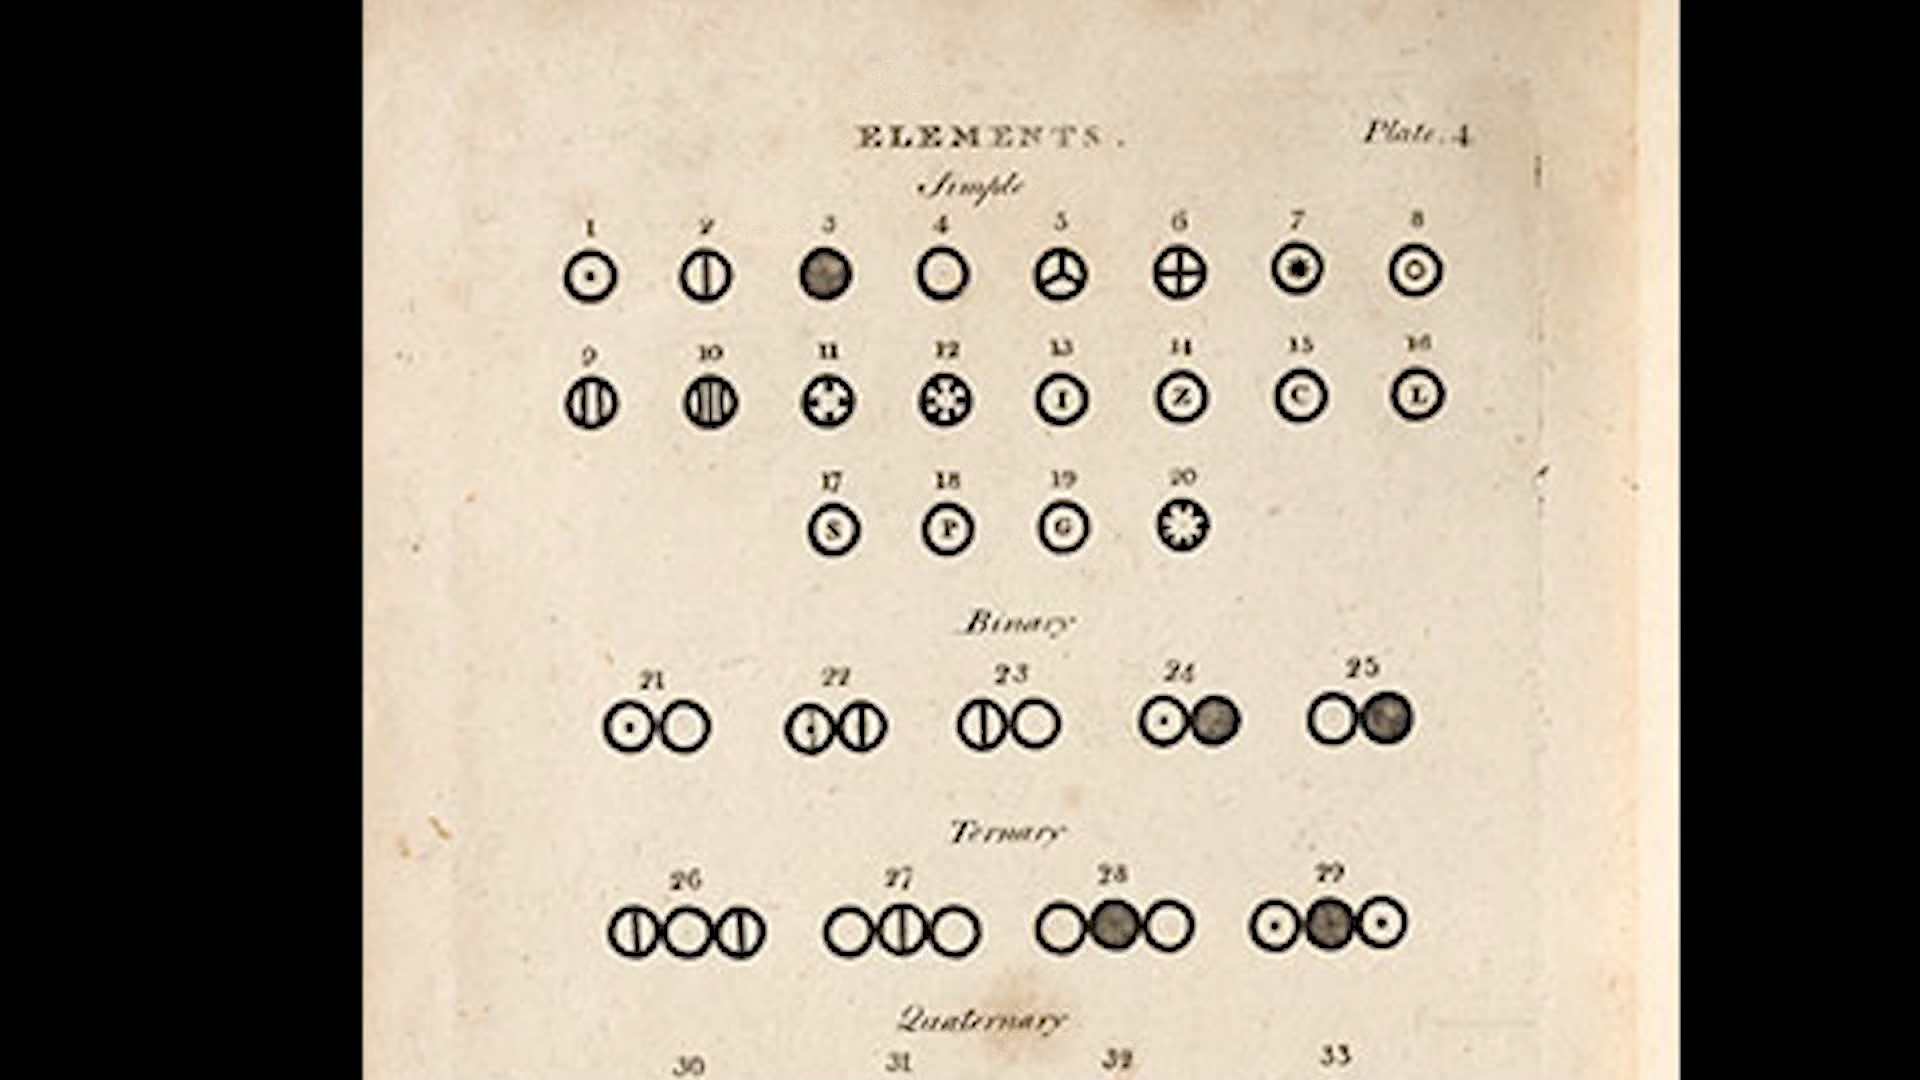 ELEMENTS. Plate. 4
Simple
1 2 3 4 5 6 7 8
9 10 11 12 13 14 15 16
I Z C L
17 18 19 20
S P G
Binary
21 22 23 24 25
Ternary
26 27 28 29
Quaternary
30 31 32 33